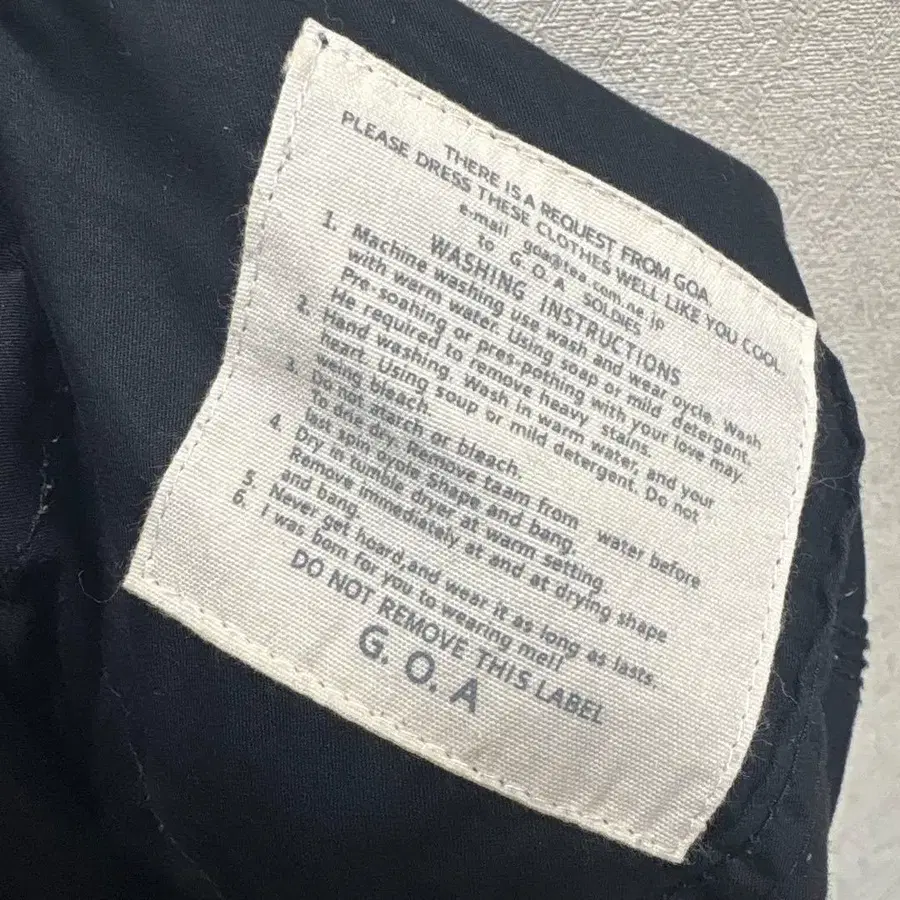 THERE IS A REQUEST FROM GOA
PLEASE DRESS THESE CLOTHES WELL LIKE YOU COOL.
e-mail goa@tea.com.ne.jp
to G. O. A SOLDIES
WASHING INSTRUCTIONS
1. Machine washing use wash and wear cycle. Wash
with warm water. Using soap or mild detergent.
Pre soaning or pres-pothning with your love may
He required to remove heavy stains.
2. Hand washing. Wash in warm water, and your
heart. Using soup or mild detergent. Do not
weing bleach.
3. Do not atarch or bleach.
To drie dry, Remove taam from water before
last spin orole Shape and bang.
4. Dry in tumble dryer at warm setting.
Remove immediately at and at drying shape
and bang.
5. Never get hoard, and wear it as long as lasts.
6. I was born for you to wearing mell
DO NOT REMOVE THIS LABEL
G. O. A